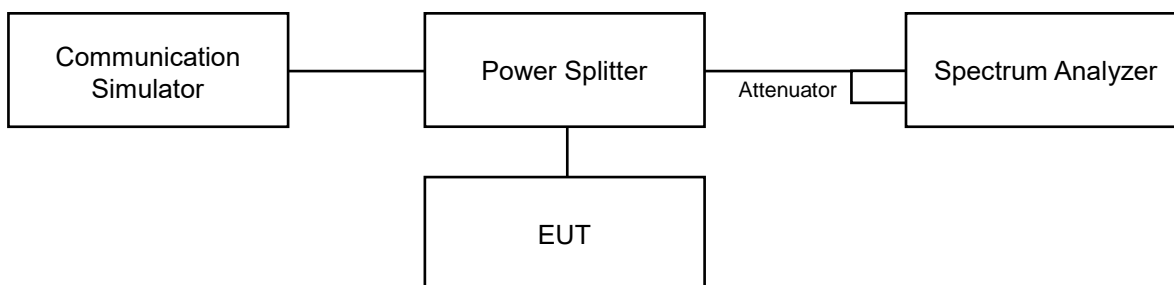 Communication
Simulator
Power Splitter
Attenuator
Spectrum Analyzer
EUT